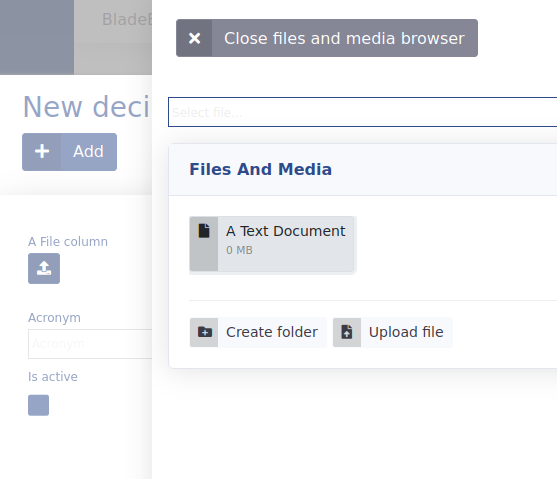 BladeB
Close files and media browser
New deci
Select file...
Add
Files And Media
A Text Document
0 MB
A File column
Create folder
Upload file
Acronym
Acronym
Is active